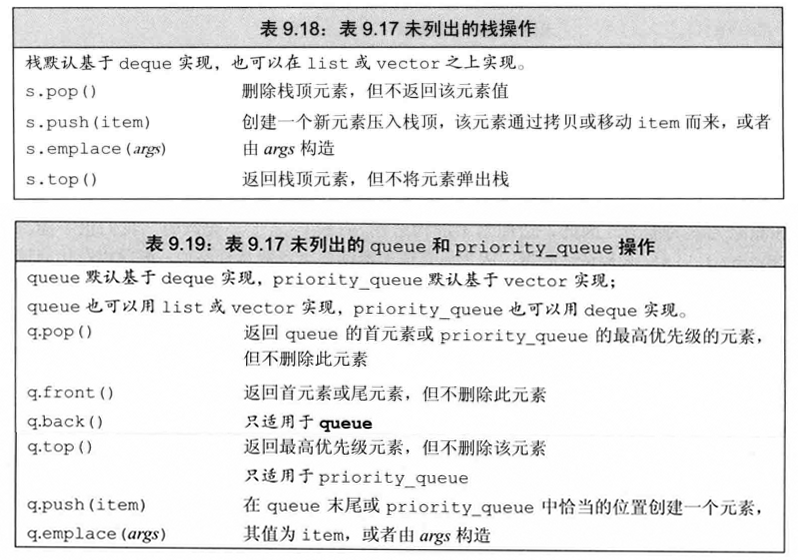 表 9.18：表 9.17 未列出的栈操作
栈默认基于 deque 实现，也可以在 list 或 vector 之上实现。
s.pop() 删除栈顶元素，但不返回该元素值
s.push(item) 创建一个新元素压入栈顶，该元素通过拷贝或移动 item 而来，或者
s.emplace(args) 由 args 构造
s.top() 返回栈顶元素，但不将元素弹出栈
表 9.19：表 9.17 未列出的 queue 和 priority_queue 操作
queue 默认基于 deque 实现，priority_queue 默认基于 vector 实现；
queue 也可以用 list 或 vector 实现，priority_queue 也可以用 deque 实现。
q.pop() 返回 queue 的首元素或 priority_queue 的最高优先级的元素，
但不删除此元素
q.front() 返回首元素或尾元素，但不删除此元素
q.back() 只适用于 queue
q.top() 返回最高优先级元素，但不删除该元素
只适用于 priority_queue
q.push(item) 在 queue 末尾或 priority_queue 中恰当的位置创建一个元素，
q.emplace(args) 其值为 item，或者由 args 构造